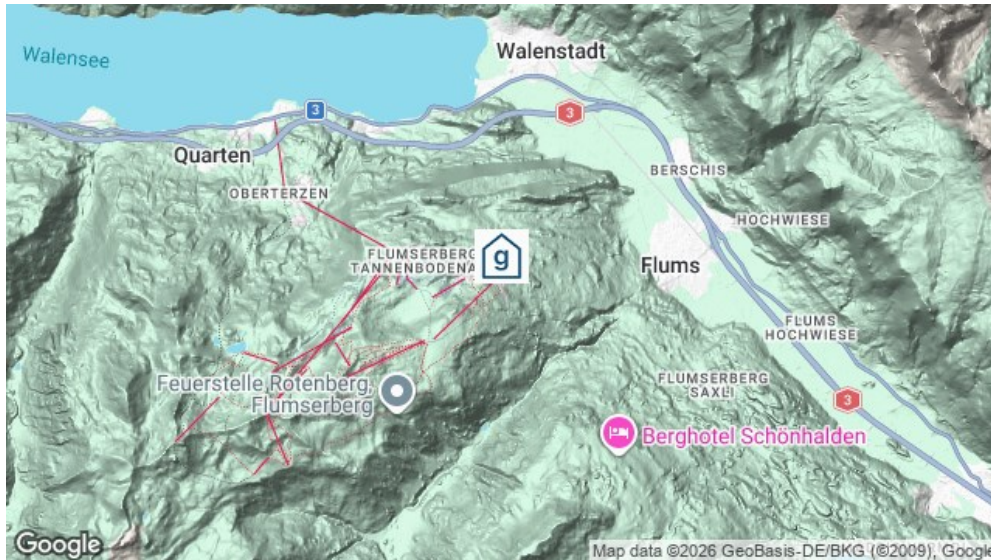 Walensee
Walenstadt
3
3
Quarten
BERSCHIS
OBERTERZEN
HOCHWIESE
FLUMSERBERG
TANNENBODENA
g
Flums
FLUMS
HOCHWIESE
Feuerstelle Rotenberg,
Flumserberg
FLUMSERBERG
SAXLI
3
Berghotel Schönhalden
Google
Map data ©2026 GeoBasis-DE/BKG (©2009), Google